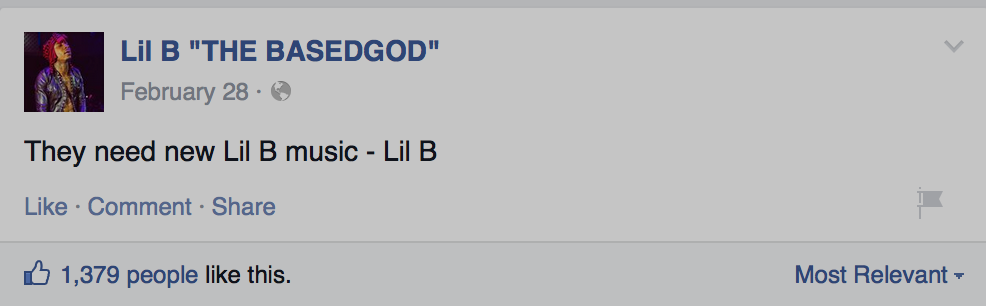 Lil B "THE BASEDGOD"
February 28 ·
They need new Lil B music - Lil B
Like · Comment · Share
1,379 people like this. Most Relevant